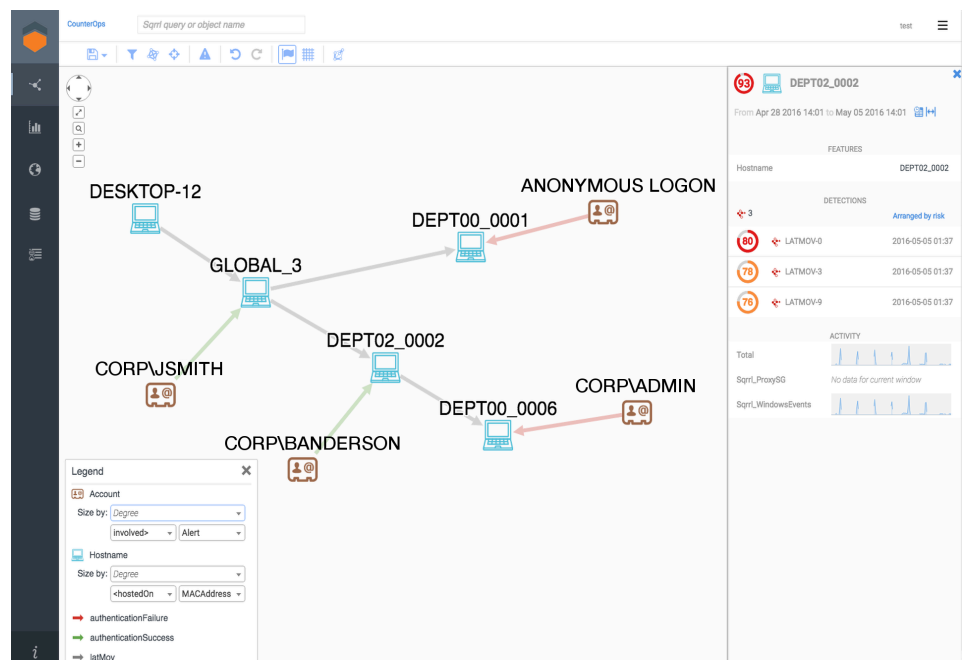 CounterOps
Sqrrl query or object name
test
93
DEPT02_0002
From Apr 28 2016 14:01 to May 05 2016 14:01
FEATURES
Hostname DEPT02_0002
DETECTIONS
3 Arranged by risk
80 LATMOV-0 2016-05-05 01:37
78 LATMOV-3 2016-05-05 01:37
76 LATMOV-9 2016-05-05 01:37
ACTIVITY
Total
Sqrrl_ProxySG No data for current window
Sqrrl_WindowsEvents
DESKTOP-12
ANONYMOUS LOGON
DEPT00_0001
GLOBAL_3
DEPT02_0002
CORP\JSMITH
CORP\ADMIN
DEPT00_0006
CORP\BANDERSON
Legend
Account
Size by: Degree
involved> Alert
Hostname
Size by: Degree
<hostedOn MACAddress
authenticationFailure
authenticationSuccess
latMov
i